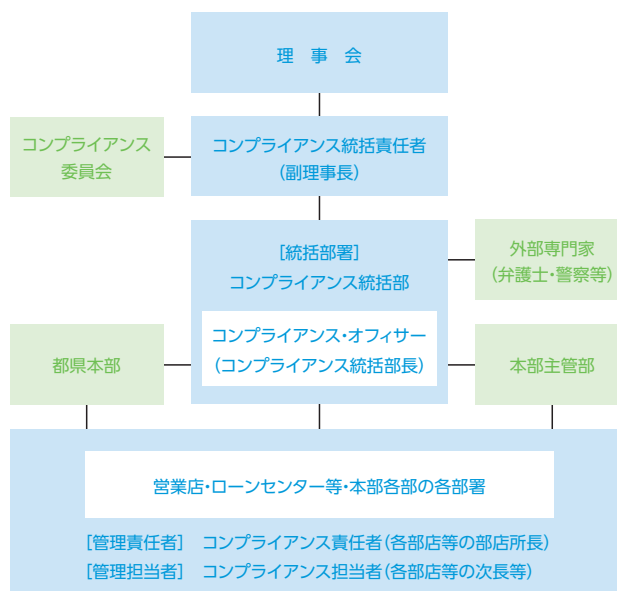 理 事 会
コンプライアンス
委員会
コンプライアンス統括責任者
(副理事長)
[統括部署]
コンプライアンス統括部
外部専門家
(弁護士・警察等)
コンプライアンス・オフィサー
(コンプライアンス統括部長)
都県本部
本部主管部
営業店・ローンセンター等・本部各部の各部署
[管理責任者] コンプライアンス責任者(各部店等の部店所長)
[管理担当者] コンプライアンス担当者(各部店等の次長等)